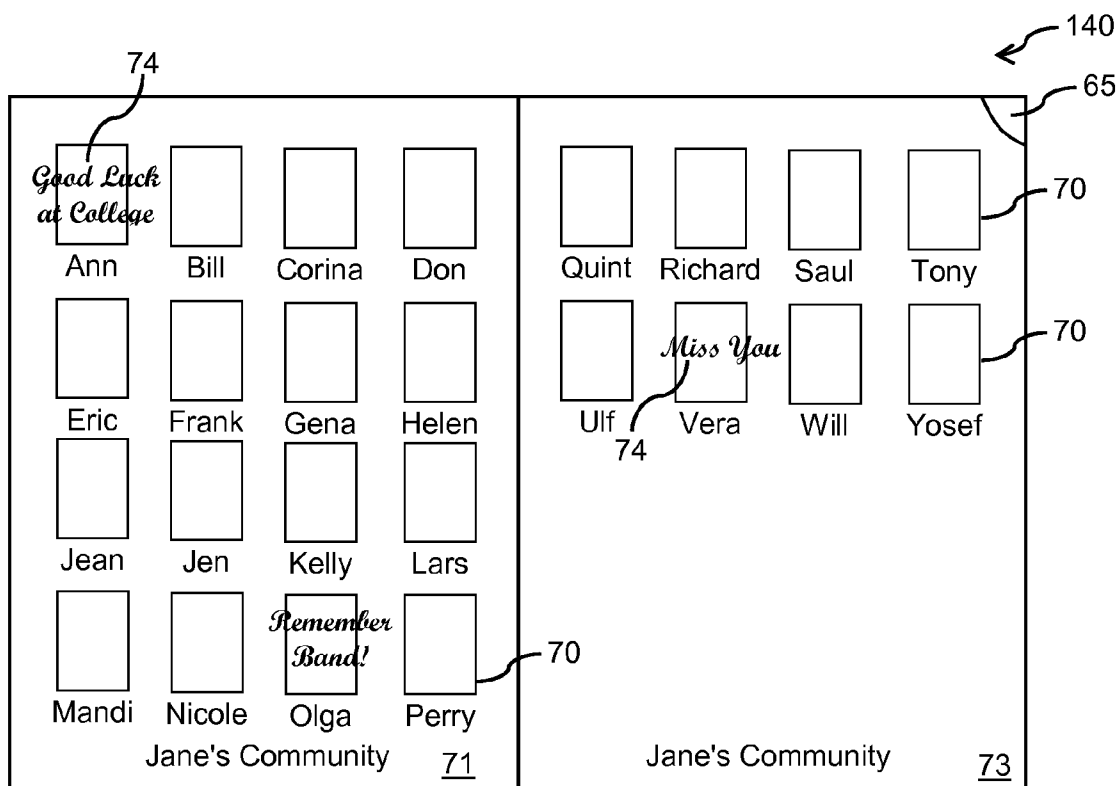 140
74
65
Good Luck
at College
70
Ann Bill Corina Don
Quint Richard Saul Tony
Miss You
70
Eric Frank Gena Helen
Ulf Vera Will Yosef
74
Jean Jen Kelly Lars
Remember
Band!
70
Mandi Nicole Olga Perry
Jane's Community 71
Jane's Community 73